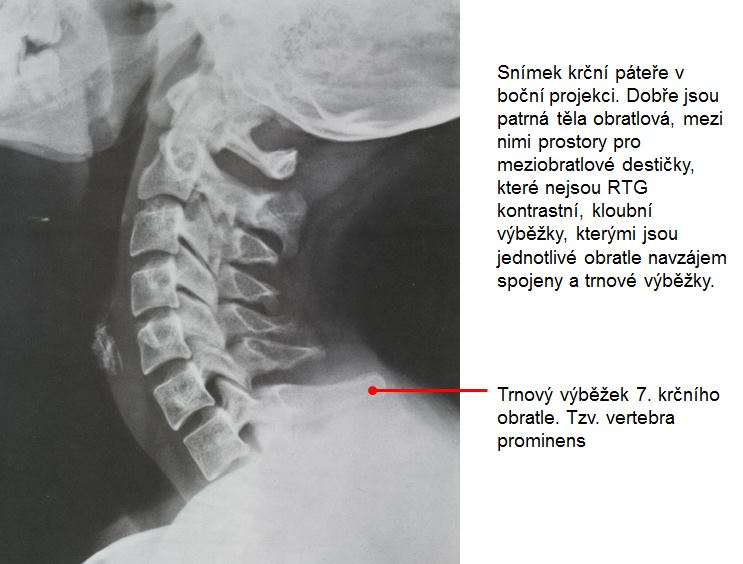 Snímek krční páteře v
boční projekci. Dobře jsou
patrná těla obratlová, mezi
nimi prostory pro
meziobratlové destičky,
které nejsou RTG
kontrastní, kloubní
výběžky, kterými jsou
jednotlivé obratle navzájem
spojeny a trnové výběžky.
Trnový výběžek 7. krčního
obratle. Tzv. vertebra
prominens